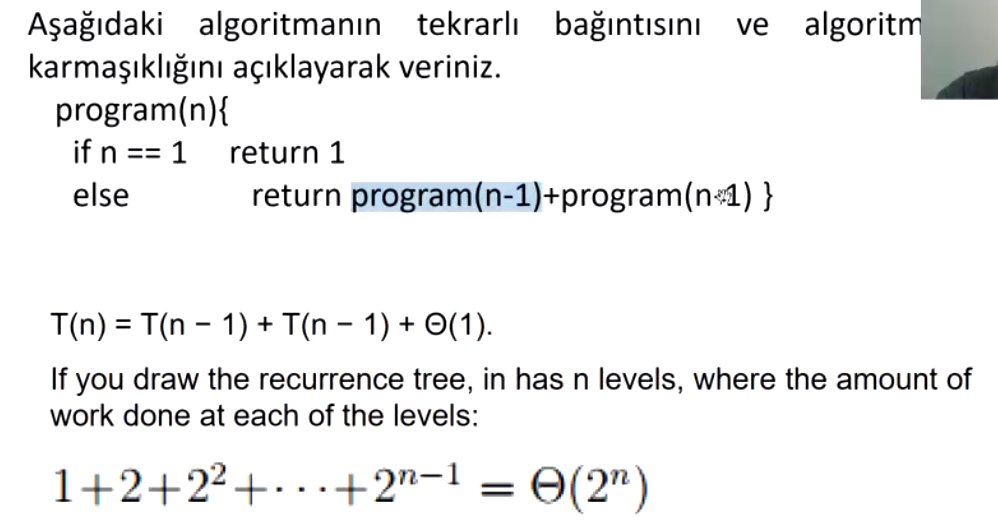 Aşağıdaki algoritmanın tekrarlı bağıntısını ve algoritm
karmaşıklığını açıklayarak veriniz.
program(n){
if n == 1 return 1
else return program(n-1)+program(n-1) }
T(n) = T(n − 1) + T(n − 1) + Θ(1).
If you draw the recurrence tree, in has n levels, where the amount of
work done at each of the levels:
1+2+2²+···+2ⁿ⁻¹ = Θ(2ⁿ)